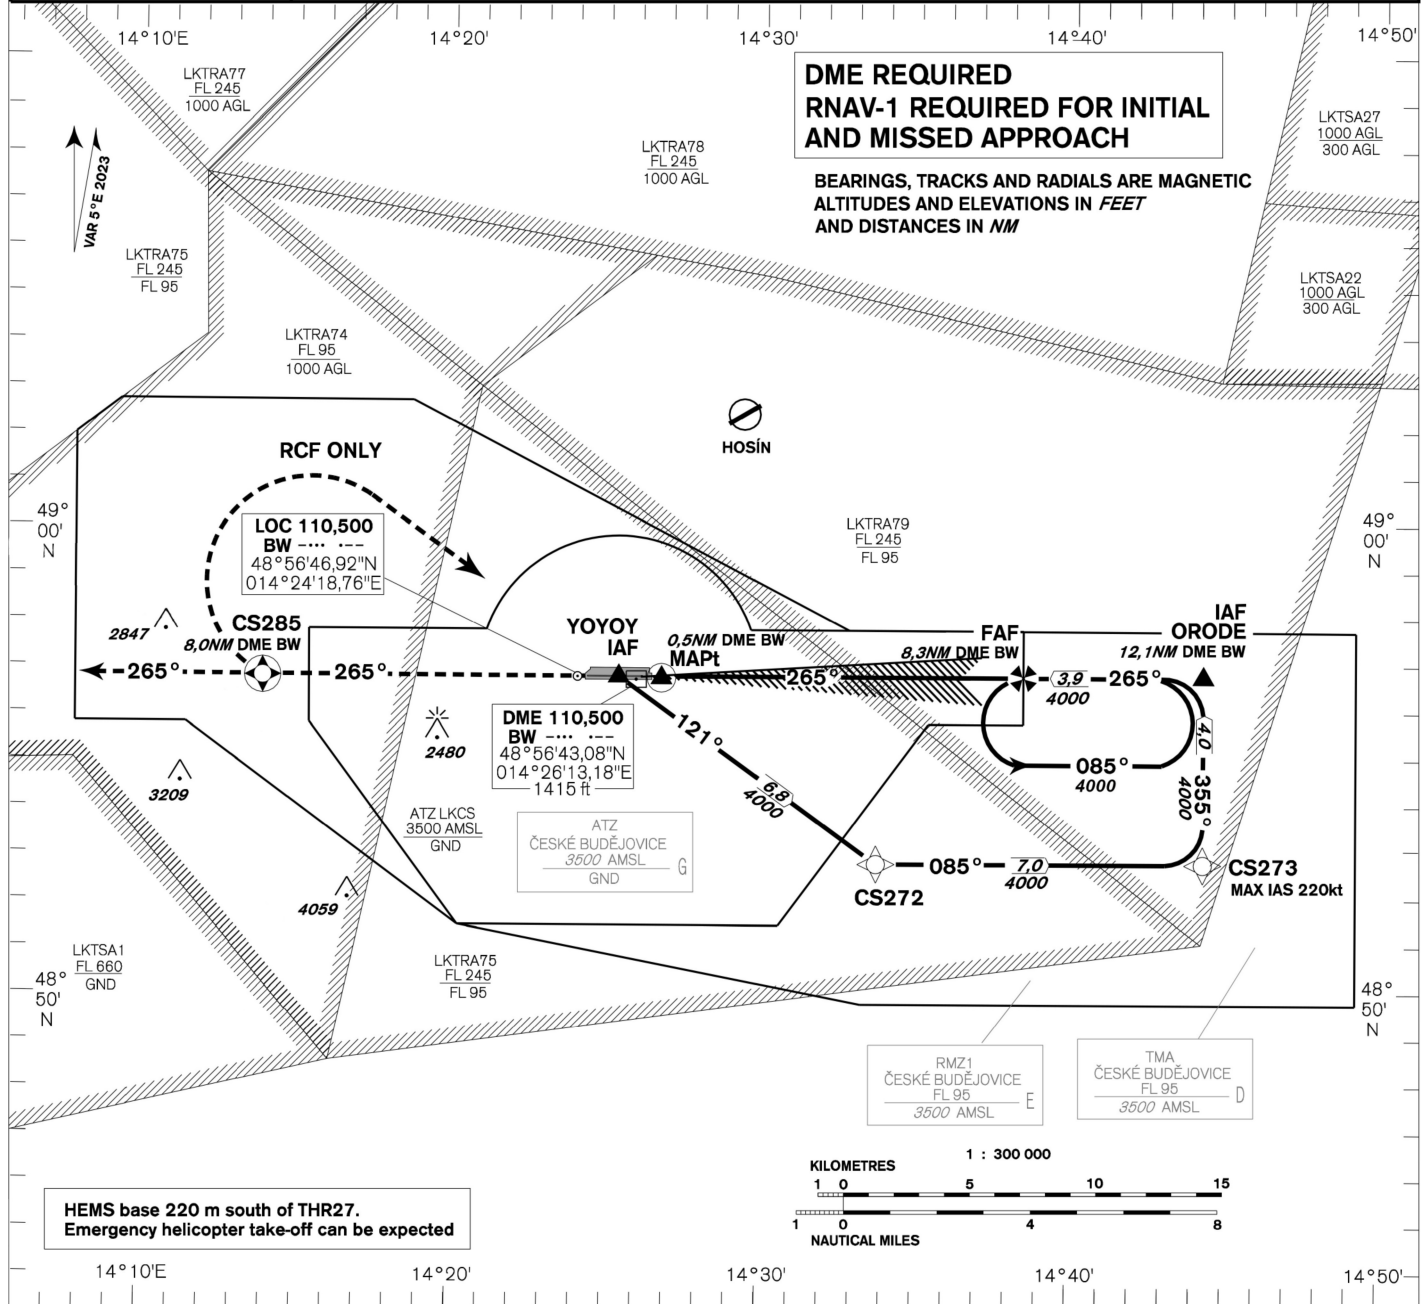 14°10'E
14°20'
14°30'
14°40'
14°50'
LKTRA77
FL 245
1000 AGL
DME REQUIRED
RNAV-1 REQUIRED FOR INITIAL
AND MISSED APPROACH
LKTSA27
1000 AGL
300 AGL
LKTRA78
FL 245
1000 AGL
VAR 5°E 2023
BEARINGS, TRACKS AND RADIALS ARE MAGNETIC
ALTITUDES AND ELEVATIONS IN FEET
AND DISTANCES IN NM
LKTRA75
FL 245
FL 95
LKTSA22
1000 AGL
300 AGL
LKTRA74
FL 95
1000 AGL
HOSÍN
RCF ONLY
49°
00'
N
LOC 110,500
BW -··· ·--
48°56'46,92"N
014°24'18,76"E
LKTRA79
FL 245
FL 95
49°
00'
N
2847
CS285
8,0NM DME BW
YOYOY
IAF
0,5NM DME BW
MAPt
FAF
8,3NM DME BW
IAF
ORODE
12,1NM DME BW
265°
265°
265°
3,9
4000
265°
DME 110,500
BW -··· ·--
48°56'43,08"N
014°26'13,18"E
1415 ft
121°
2480
3209
085°
4000
4,0
355°
4000
6,8
4000
ATZ LKCS
3500 AMSL
GND
ATZ
ČESKÉ BUDĚJOVICE
3500 AMSL
GND
G
085°
7,0
4000
CS272
CS273
MAX IAS 220kt
4059
LKTSA1
FL 660
GND
48°
50'
N
LKTRA75
FL 245
FL 95
48°
50'
N
RMZ1
ČESKÉ BUDĚJOVICE
FL 95
3500 AMSL
E
TMA
ČESKÉ BUDĚJOVICE
FL 95
3500 AMSL
D
1 : 300 000
KILOMETRES
1 0 5 10 15
1 0 4 8
NAUTICAL MILES
HEMS base 220 m south of THR27.
Emergency helicopter take-off can be expected
14°10'E
14°20'
14°30'
14°40'
14°50'